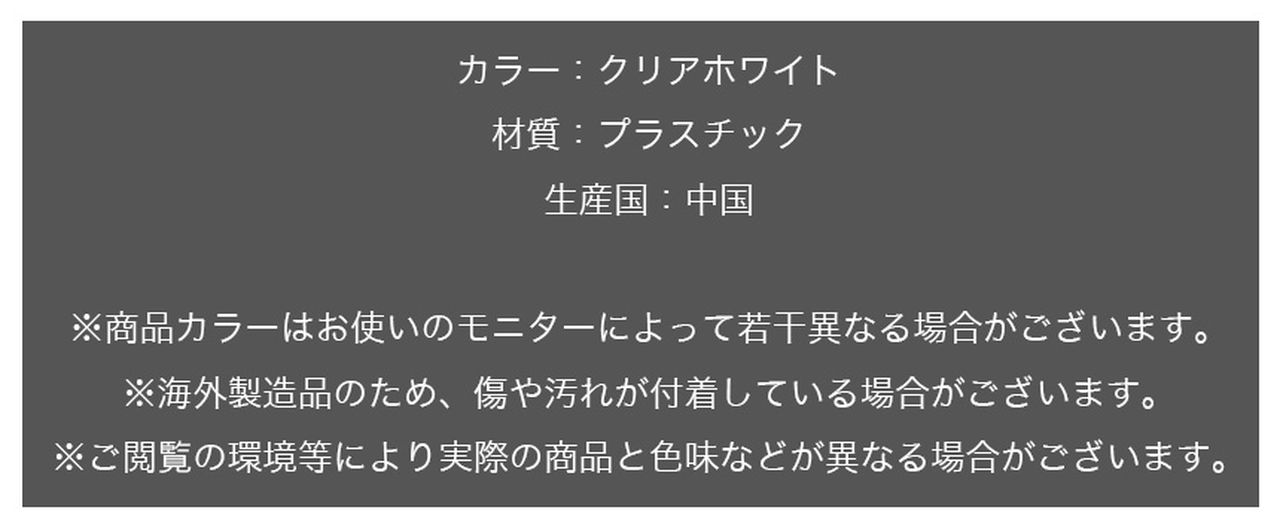 カラー：クリアホワイト
材質：プラスチック
生産国：中国
※商品カラーはお使いのモニターによって若干異なる場合がございます。
※海外製造品のため、傷や汚れが付着している場合がございます。
※ご閲覧の環境等により実際の商品と色味などが異なる場合がございます。